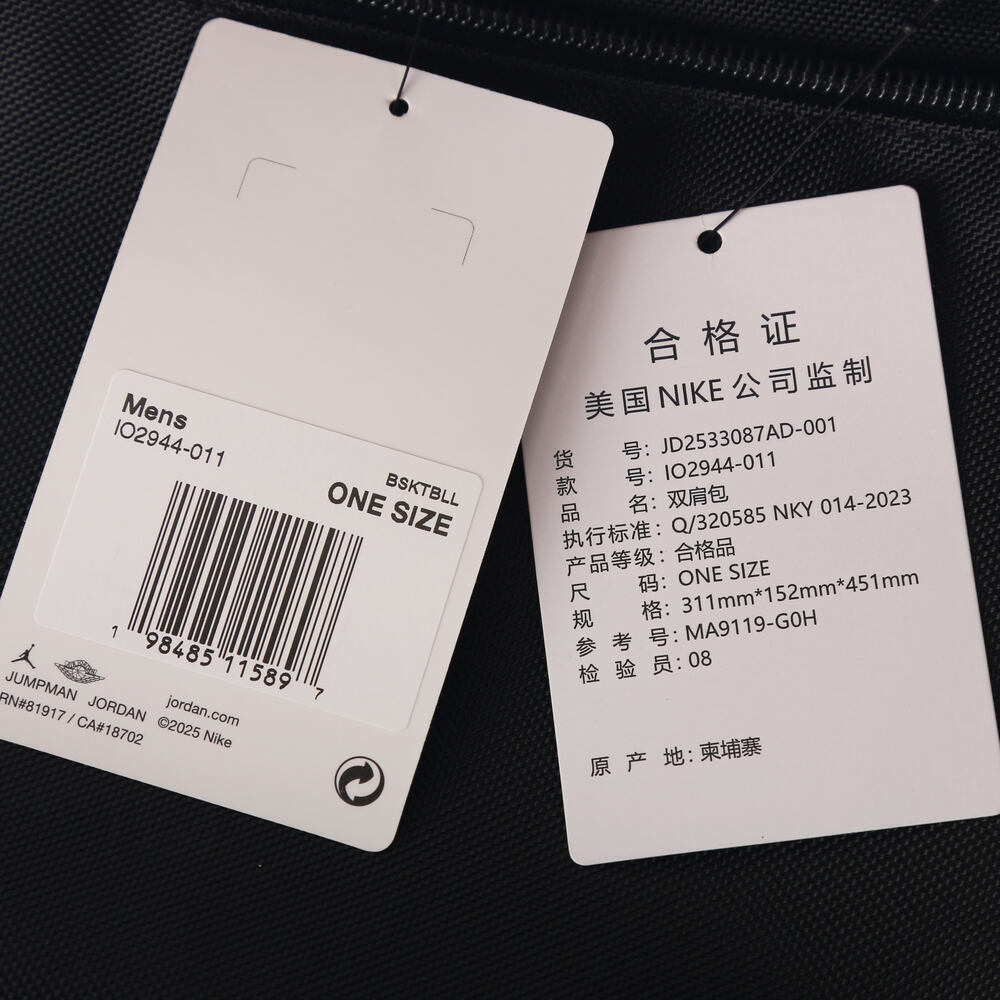 Mens
IO2944-011
BSKTBLL
ONE SIZE
1 98485 11589 7
JUMPMAN JORDAN
jordan.com
RN#81917 / CA#18702
©2025 Nike
合格证
美国NIKE公司监制
货号: JD2533087AD-001
款号: IO2944-011
品名: 双肩包
执行标准: Q/320585 NKY 014-2023
产品等级: 合格品
尺码: ONE SIZE
规格: 311mm*152mm*451mm
参考号: MA9119-G0H
检验员: 08
原产地: 柬埔寨